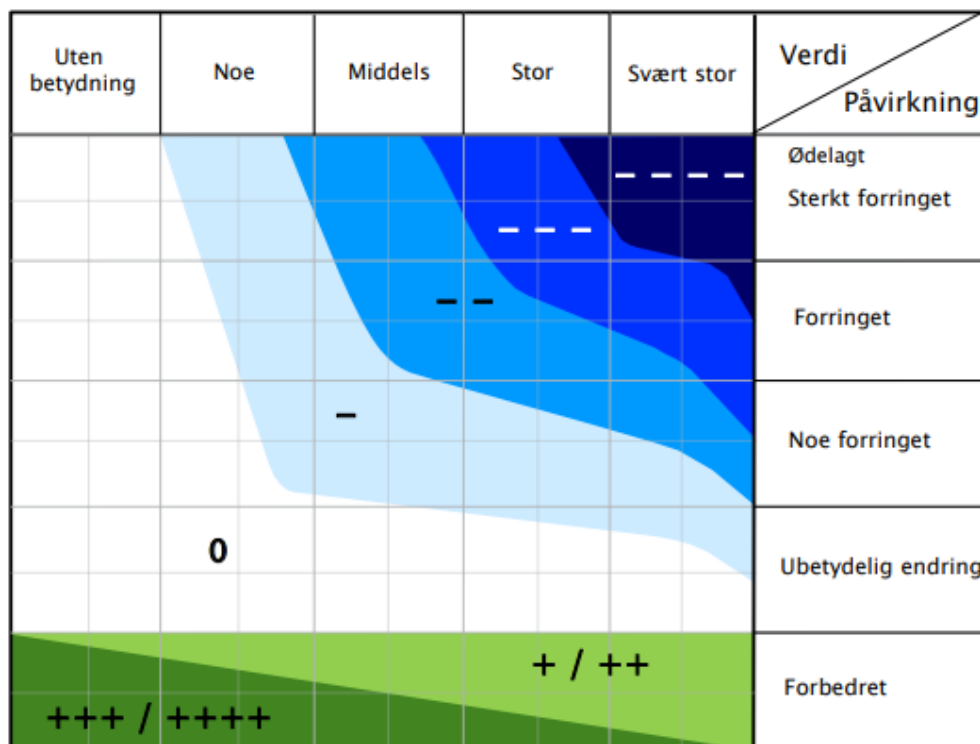 Uten
betydning
Noe
Middels
Stor
Svært stor
Verdi
Påvirkning
Ødelagt
– – – –
Sterkt forringet
– – –
– –
Forringet
–
Noe forringet
0
Ubetydelig endring
+ / ++
Forbedret
+++ / ++++